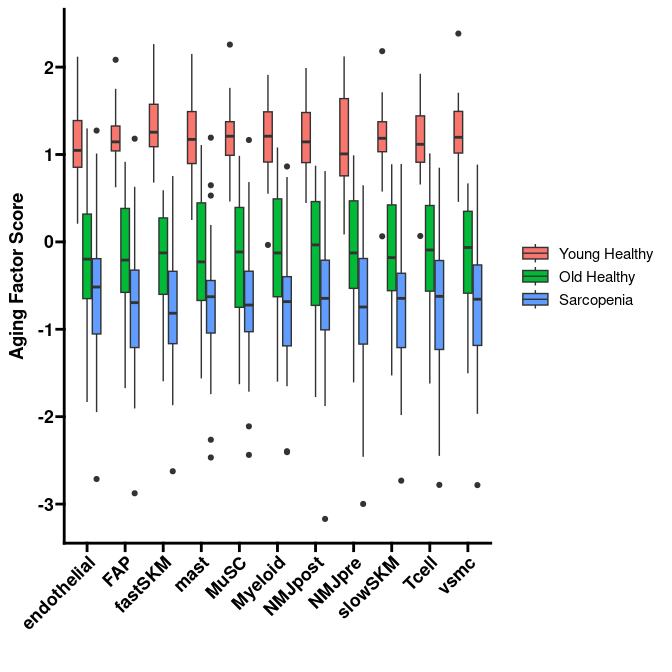 Aging Factor Score
2
1
0
-1
-2
-3
endothelial
FAP
fastSKM
mast
MuSC
Myeloid
NMJpost
NMJpre
slowSKM
Tcell
vsmc
Young Healthy
Old Healthy
Sarcopenia